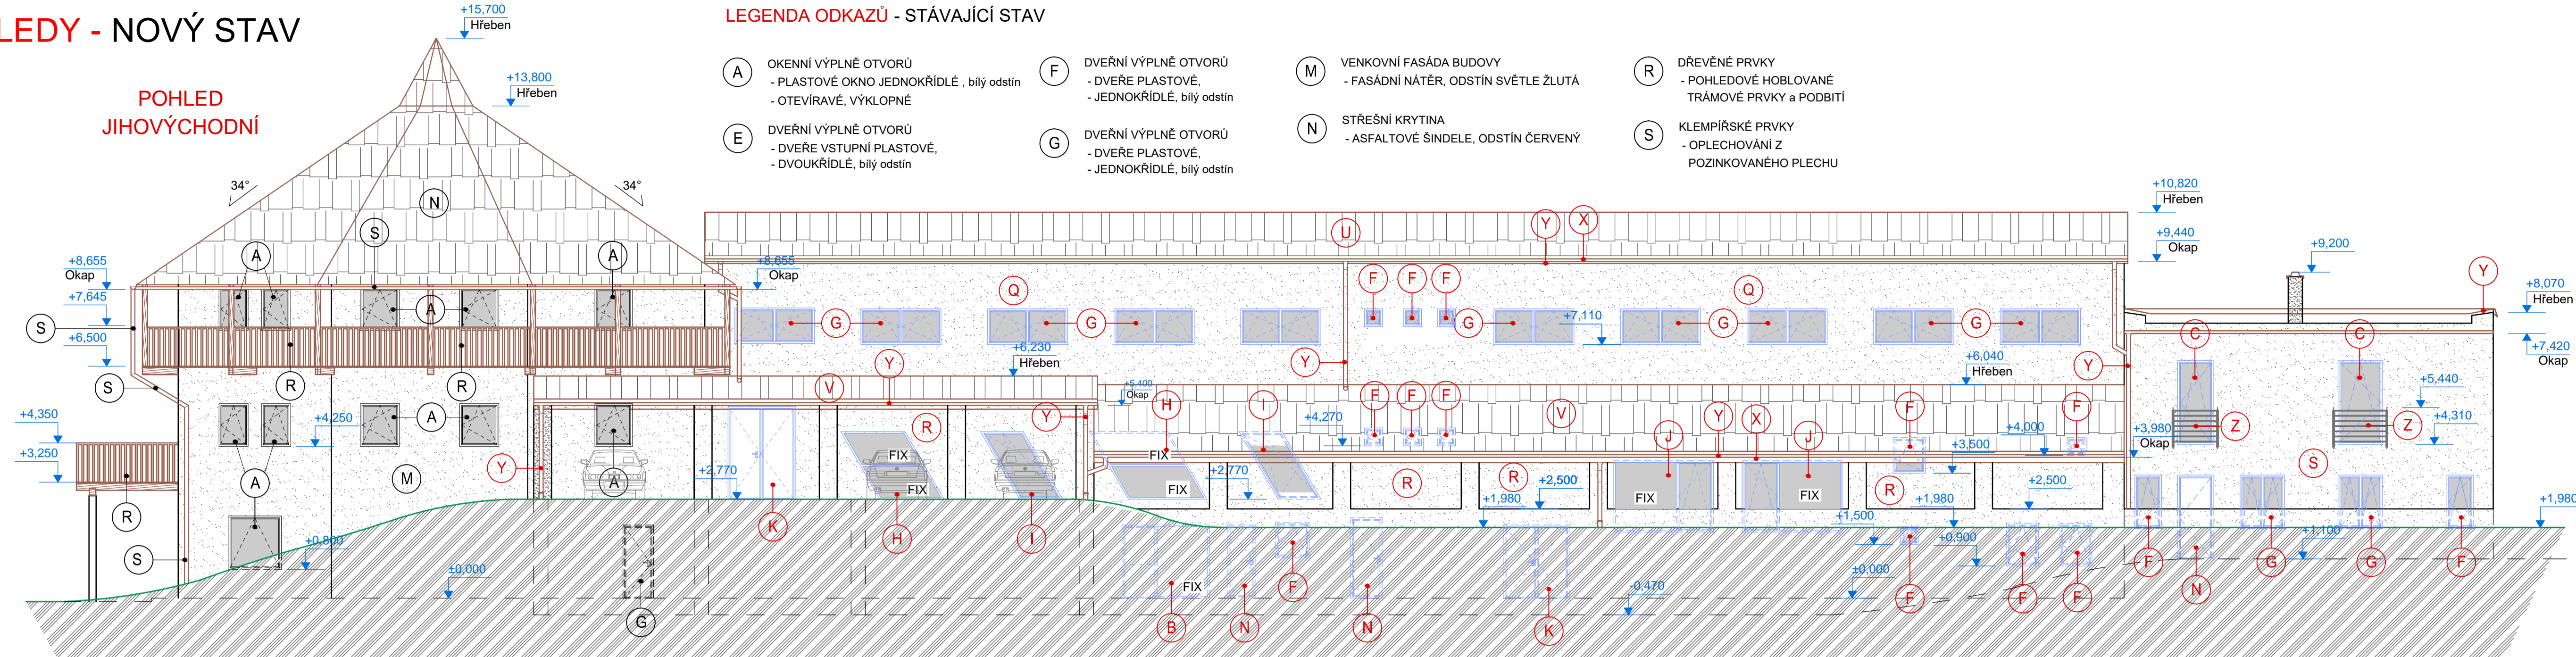 LEDY - NOVÝ STAV
POHLED
JIHOVÝCHODNÍ
LEGENDA ODKAZŮ - STÁVAJÍCÍ STAV
A
OKENNÍ VÝPLNĚ OTVORŮ
- PLASTOVÉ OKNO JEDNOKŘÍDLÉ , bílý odstín
- OTEVÍRAVÉ, VÝKLOPNÉ
E
DVEŘNÍ VÝPLNĚ OTVORŮ
- DVEŘE VSTUPNÍ PLASTOVÉ,
- DVOUKŘÍDLÉ, bílý odstín
F
DVEŘNÍ VÝPLNĚ OTVORŮ
- DVEŘE PLASTOVÉ,
- JEDNOKŘÍDLÉ, bílý odstín
G
DVEŘNÍ VÝPLNĚ OTVORŮ
- DVEŘE PLASTOVÉ,
- JEDNOKŘÍDLÉ, bílý odstín
M
VENKOVNÍ FASÁDA BUDOVY
- FASÁDNÍ NÁTĚR, ODSTÍN SVĚTLE ŽLUTÁ
N
STŘEŠNÍ KRYTINA
- ASFALTOVÉ ŠINDELE, ODSTÍN ČERVENÝ
R
DŘEVĚNÉ PRVKY
- POHLEDOVÉ HOBLOVANÉ
TRÁMOVÉ PRVKY a PODBITÍ
S
KLEMPÍŘSKÉ PRVKY
- OPLECHOVÁNÍ Z
POZINKOVANÉHO PLECHU
+15,700
Hřeben
+13,800
Hřeben
34°
34°
N
S
A
A
+8,655
Okap
+7,645
+6,500
S
S
A
R
R
+4,350
+3,250
+4,250
A
A
M
R
S
A
+0,800
±0,000
G
+8,655
Okap
U
Y
X
+10,820
Hřeben
+9,440
Okap
+9,200
Y
+8,070
Hřeben
+7,420
Okap
Q
Q
F
F
F
G
G
G
+7,110
G
G
+6,230
Hřeben
Y
Y
+6,040
Hřeben
Y
C
C
V
Y
+5,400
Okap
H
I
F
F
F
V
Y
X
F
F
+5,440
+4,310
Z
Z
+4,270
+4,000
+3,980
Okap
+3,500
R
Y
Y
A
J
J
S
FIX
FIX
FIX
FIX
FIX
FIX
+2,770
+2,770
R
R
R
+2,500
+2,500
+1,980
+1,980
+1,980
+1,500
+0,900
+1,100
±0,000
-0,470
K
H
I
FIX
B
N
F
N
K
F
F
F
F
N
G
G
F